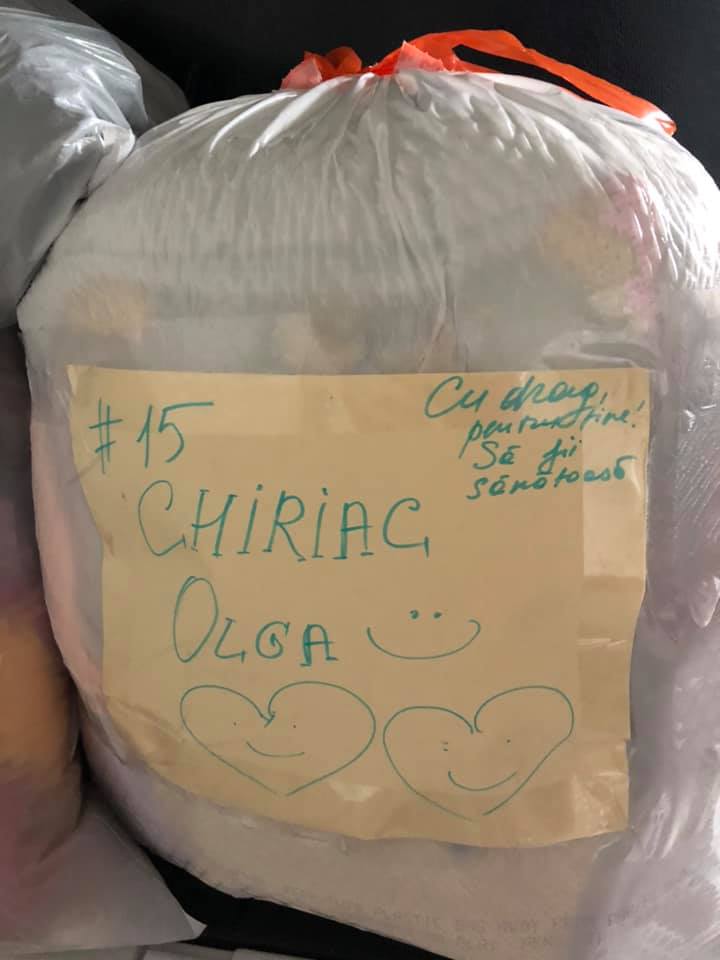 #15
Cu drag,
pentru tine!
Să fii
sănătoasă
CHIRIAC
OLGA